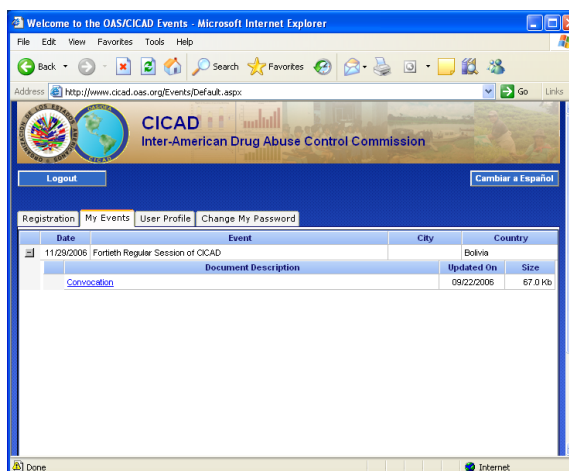 Welcome to the OAS/CICAD Events - Microsoft Internet Explorer
File Edit View Favorites Tools Help
Back Search Favorites
Address http://www.cicad.oas.org/Events/Default.aspx Go Links
CICAD
Inter-American Drug Abuse Control Commission
Logout Cambiar a Español
Registration My Events User Profile Change My Password
Date Event City Country
11/29/2006 Fortieth Regular Session of CICAD Bolivia
Document Description Updated On Size
Convocation 09/22/2006 67.0 Kb
Done Internet